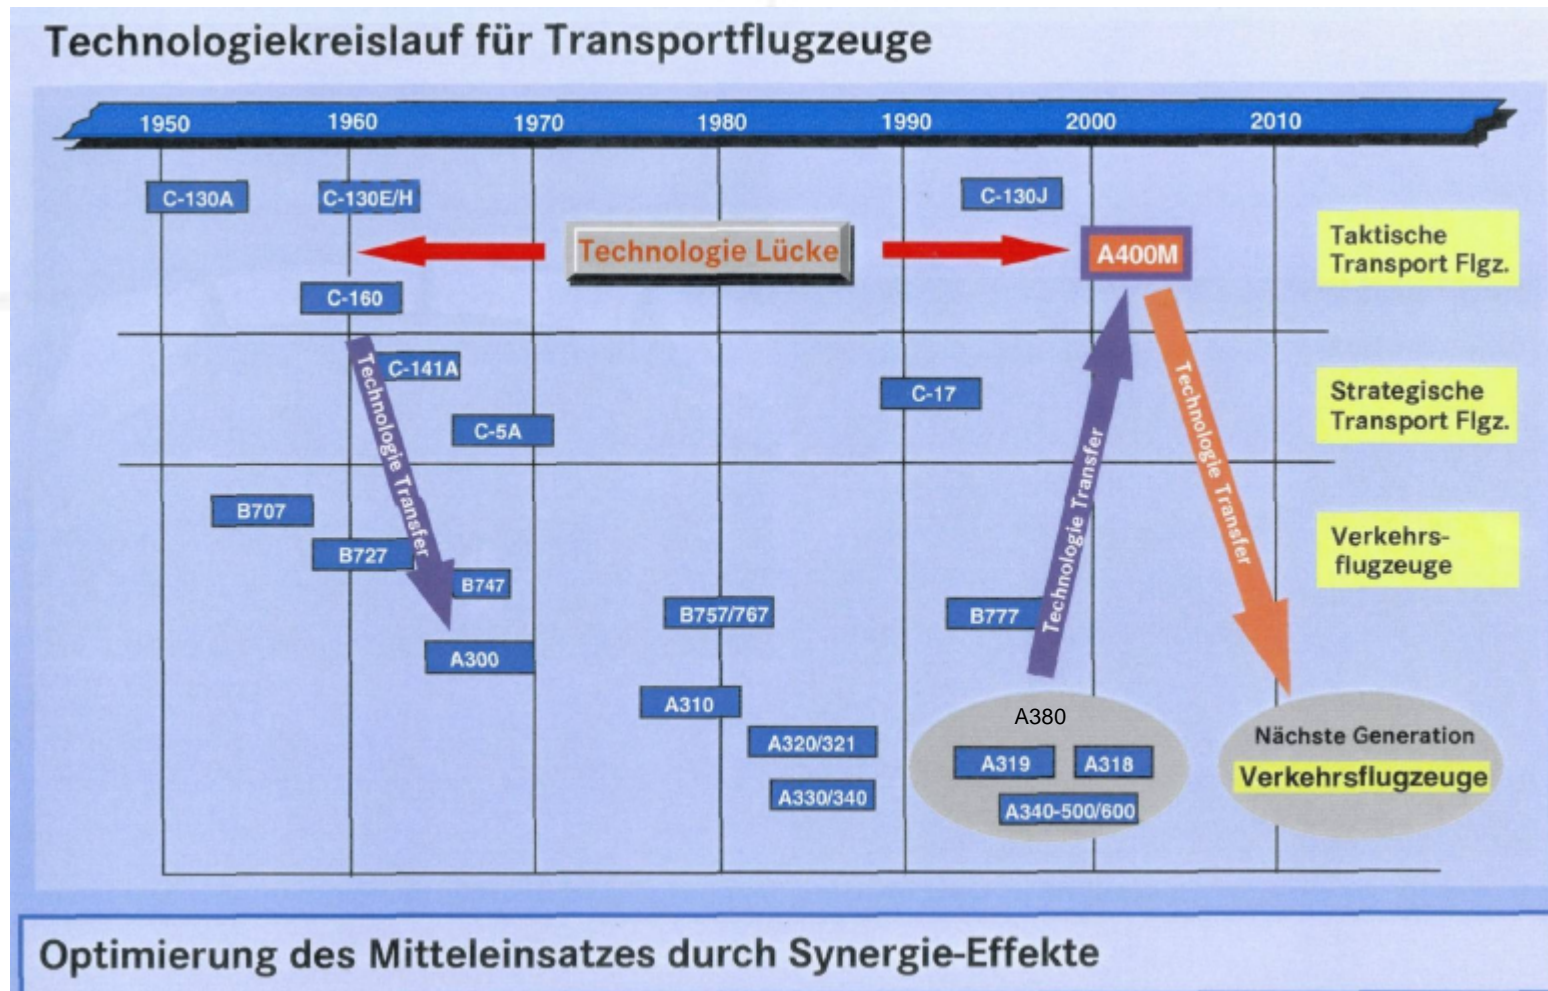 Technologiekreislauf für Transportflugzeuge
1950 1960 1970 1980 1990 2000 2010
C-130A C-130E/H C-130J
Technologie Lücke
A400M
Taktische
Transport Flgz.
C-160
C-141A
C-5A
C-17
Strategische
Transport Flgz.
Technologie Transfer
Technologie Transfer
Technologie Transfer
B707
B727
B747
B757/767
B777
Verkehrs-
flugzeuge
A300
A310
A320/321
A330/340
A380
A319 A318
A340-500/600
Nächste Generation
Verkehrsflugzeuge
Optimierung des Mitteleinsatzes durch Synergie-Effekte